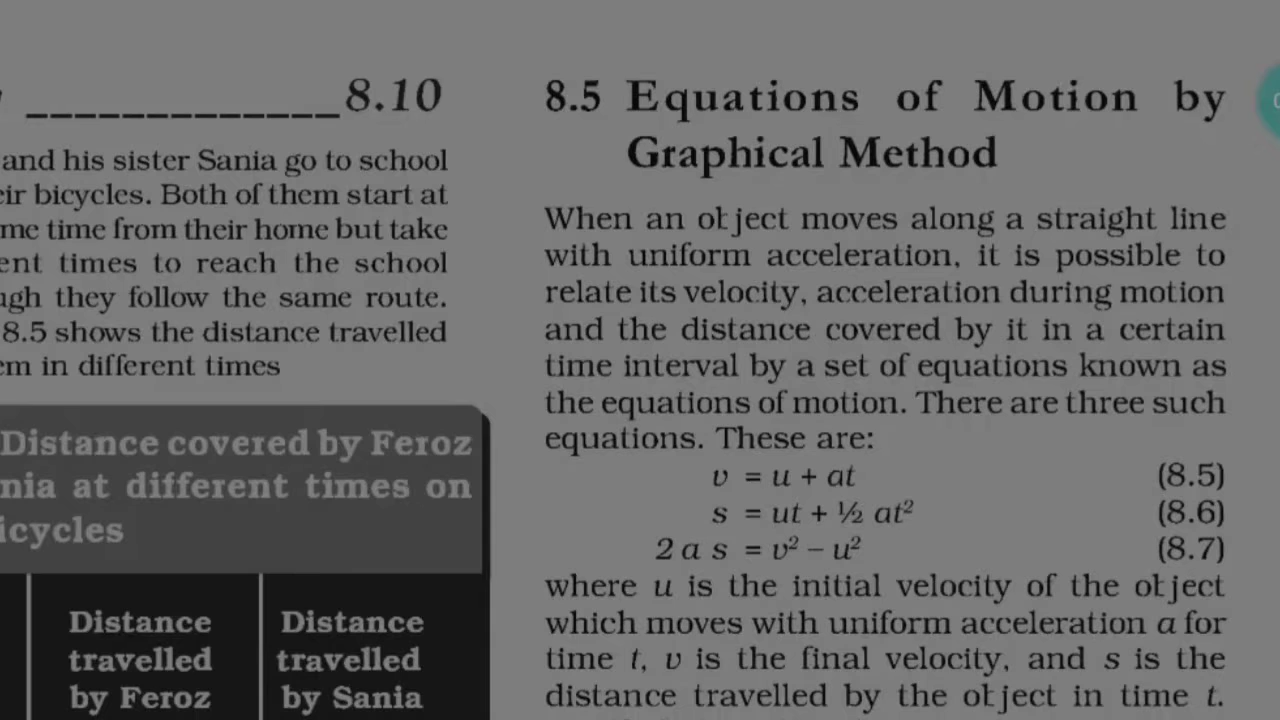 _____________8.10
and his sister Sania go to school
eir bicycles. Both of them start at
me time from their home but take
ent times to reach the school
ugh they follow the same route.
8.5 shows the distance travelled
em in different times
Distance covered by Feroz
nia at different times on
icycles
Distance travelled by Feroz
Distance travelled by Sania
8.5 Equations of Motion by
Graphical Method
When an object moves along a straight line
with uniform acceleration, it is possible to
relate its velocity, acceleration during motion
and the distance covered by it in a certain
time interval by a set of equations known as
the equations of motion. There are three such
equations. These are:
v = u + at (8.5)
s = ut + ½ at² (8.6)
2 a s = v² – u² (8.7)
where u is the initial velocity of the object
which moves with uniform acceleration a for
time t, v is the final velocity, and s is the
distance travelled by the object in time t.